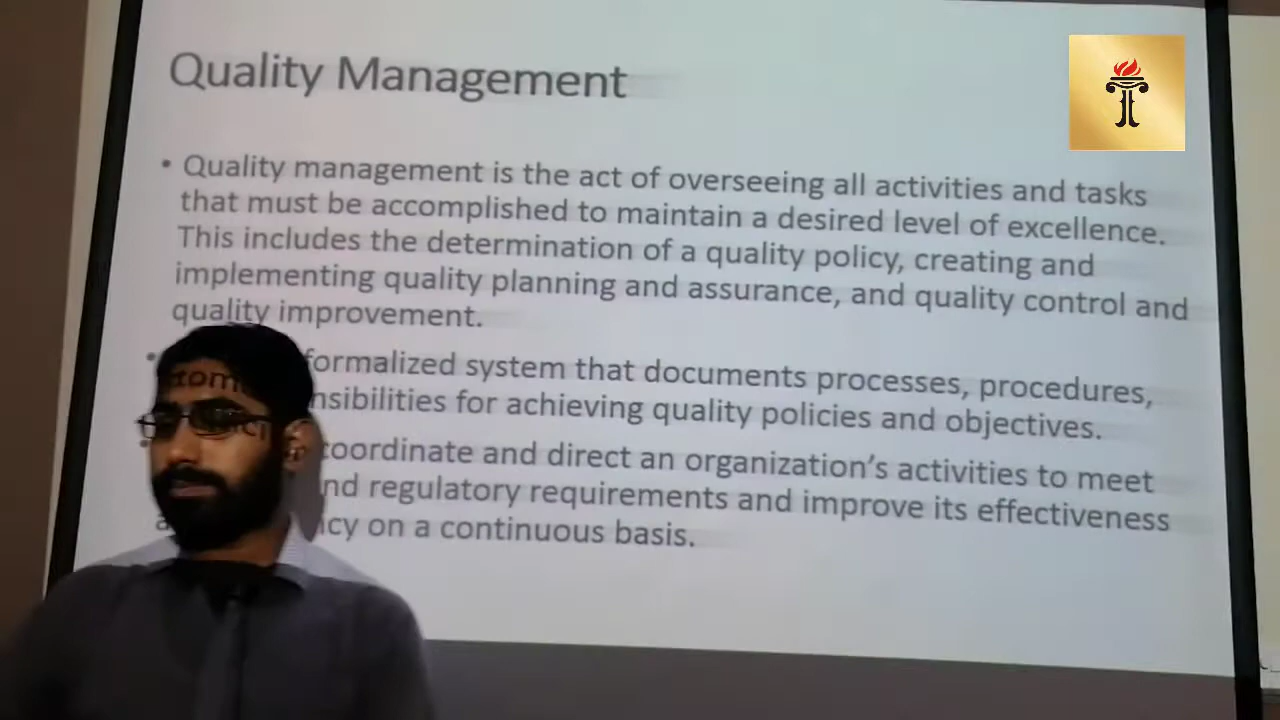 Quality Management
• Quality management is the act of overseeing all activities and tasks
that must be accomplished to maintain a desired level of excellence.
This includes the determination of a quality policy, creating and
implementing quality planning and assurance, and quality control and
quality improvement.
• formalized system that documents processes, procedures,
nsibilities for achieving quality policies and objectives.
coordinate and direct an organization's activities to meet
nd regulatory requirements and improve its effectiveness
icy on a continuous basis.